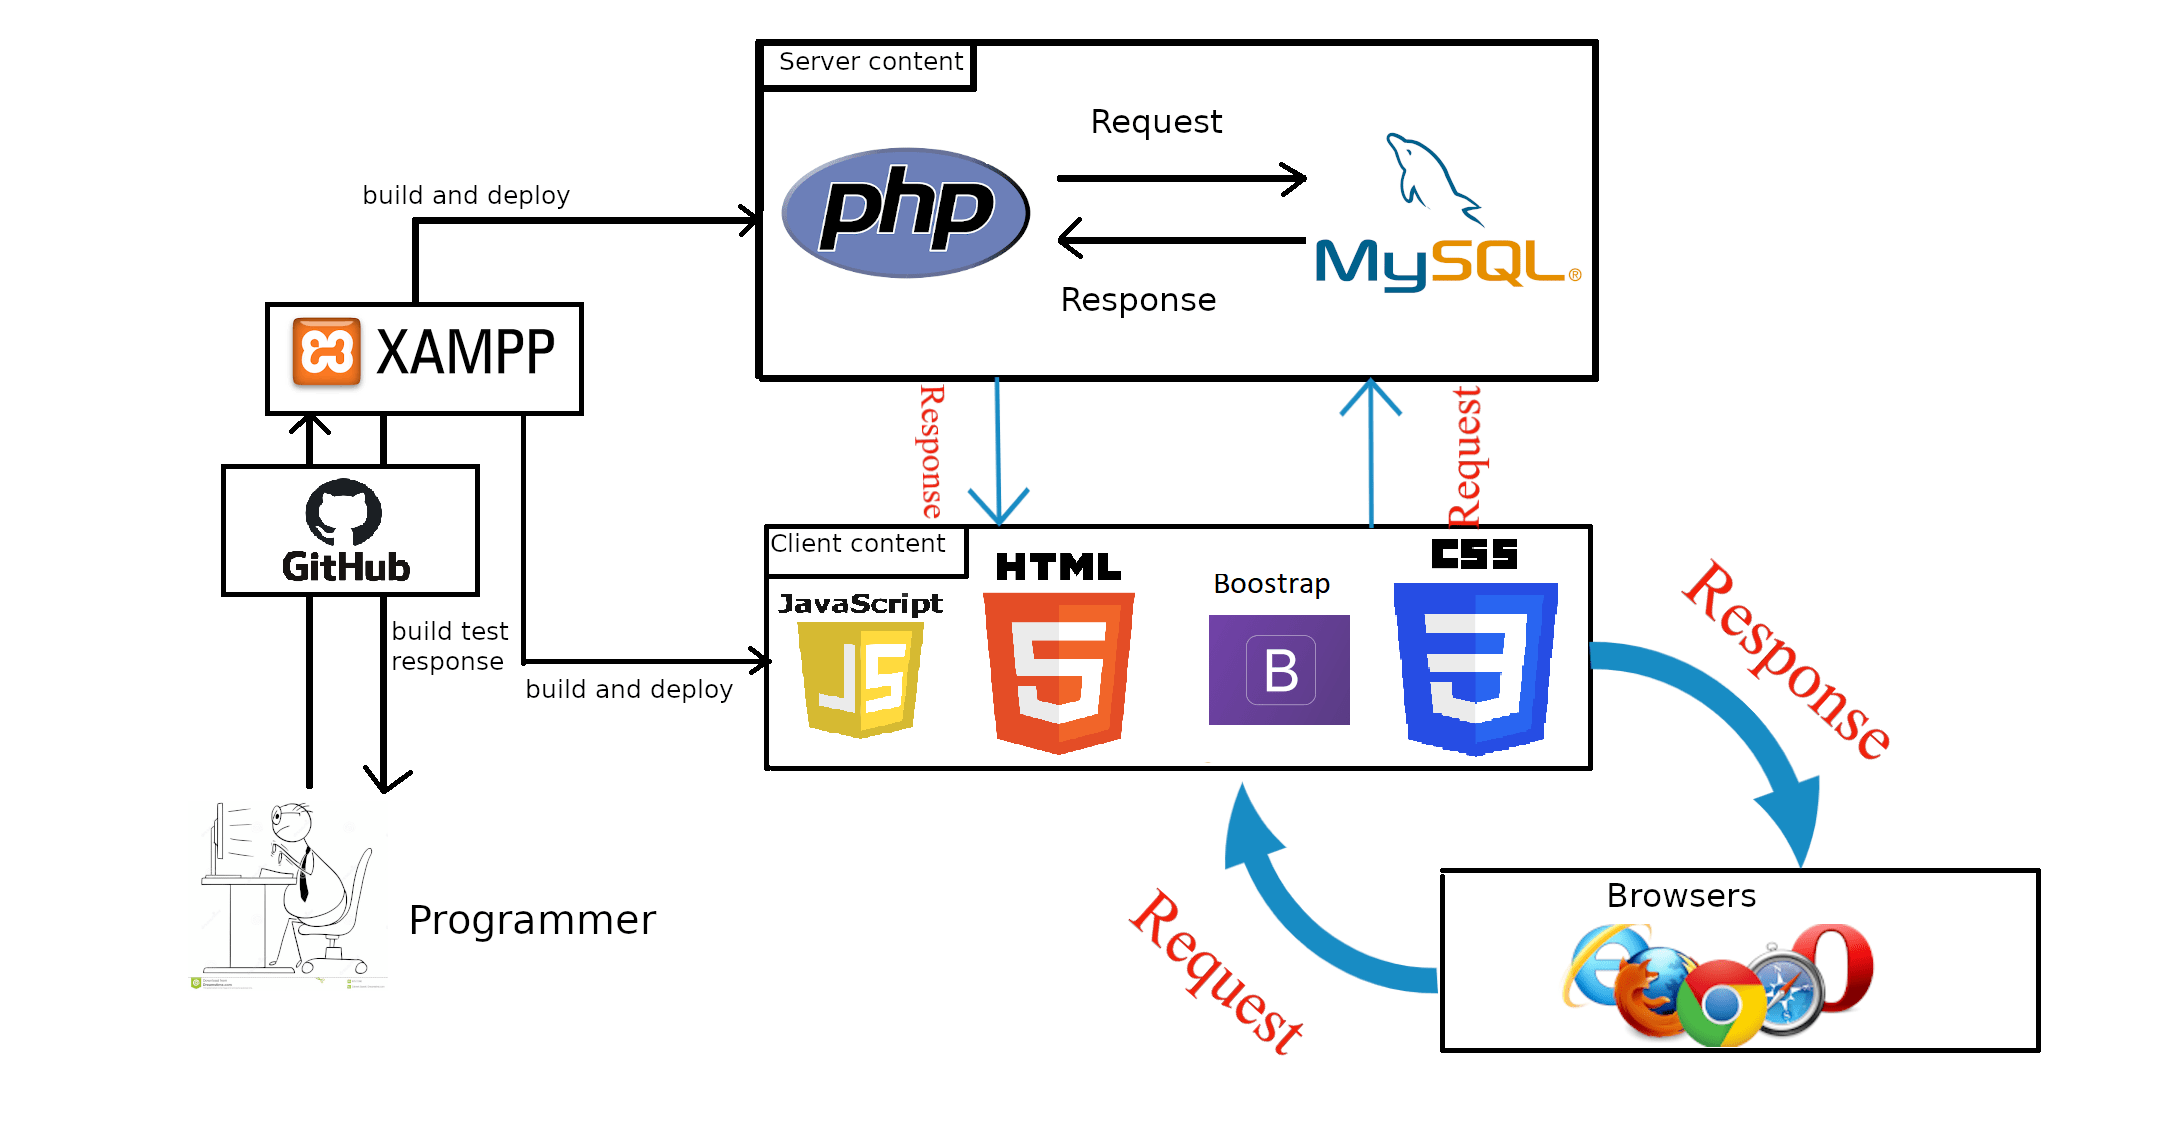 Server content
Request
php
MySQL®
Response
build and deploy
XAMPP
Response
Request
GitHub
Client content
HTML
CSS
JavaScript
JS
5
Boostrap
B
3
build test
response
build and deploy
Response
Programmer
Request
Browsers